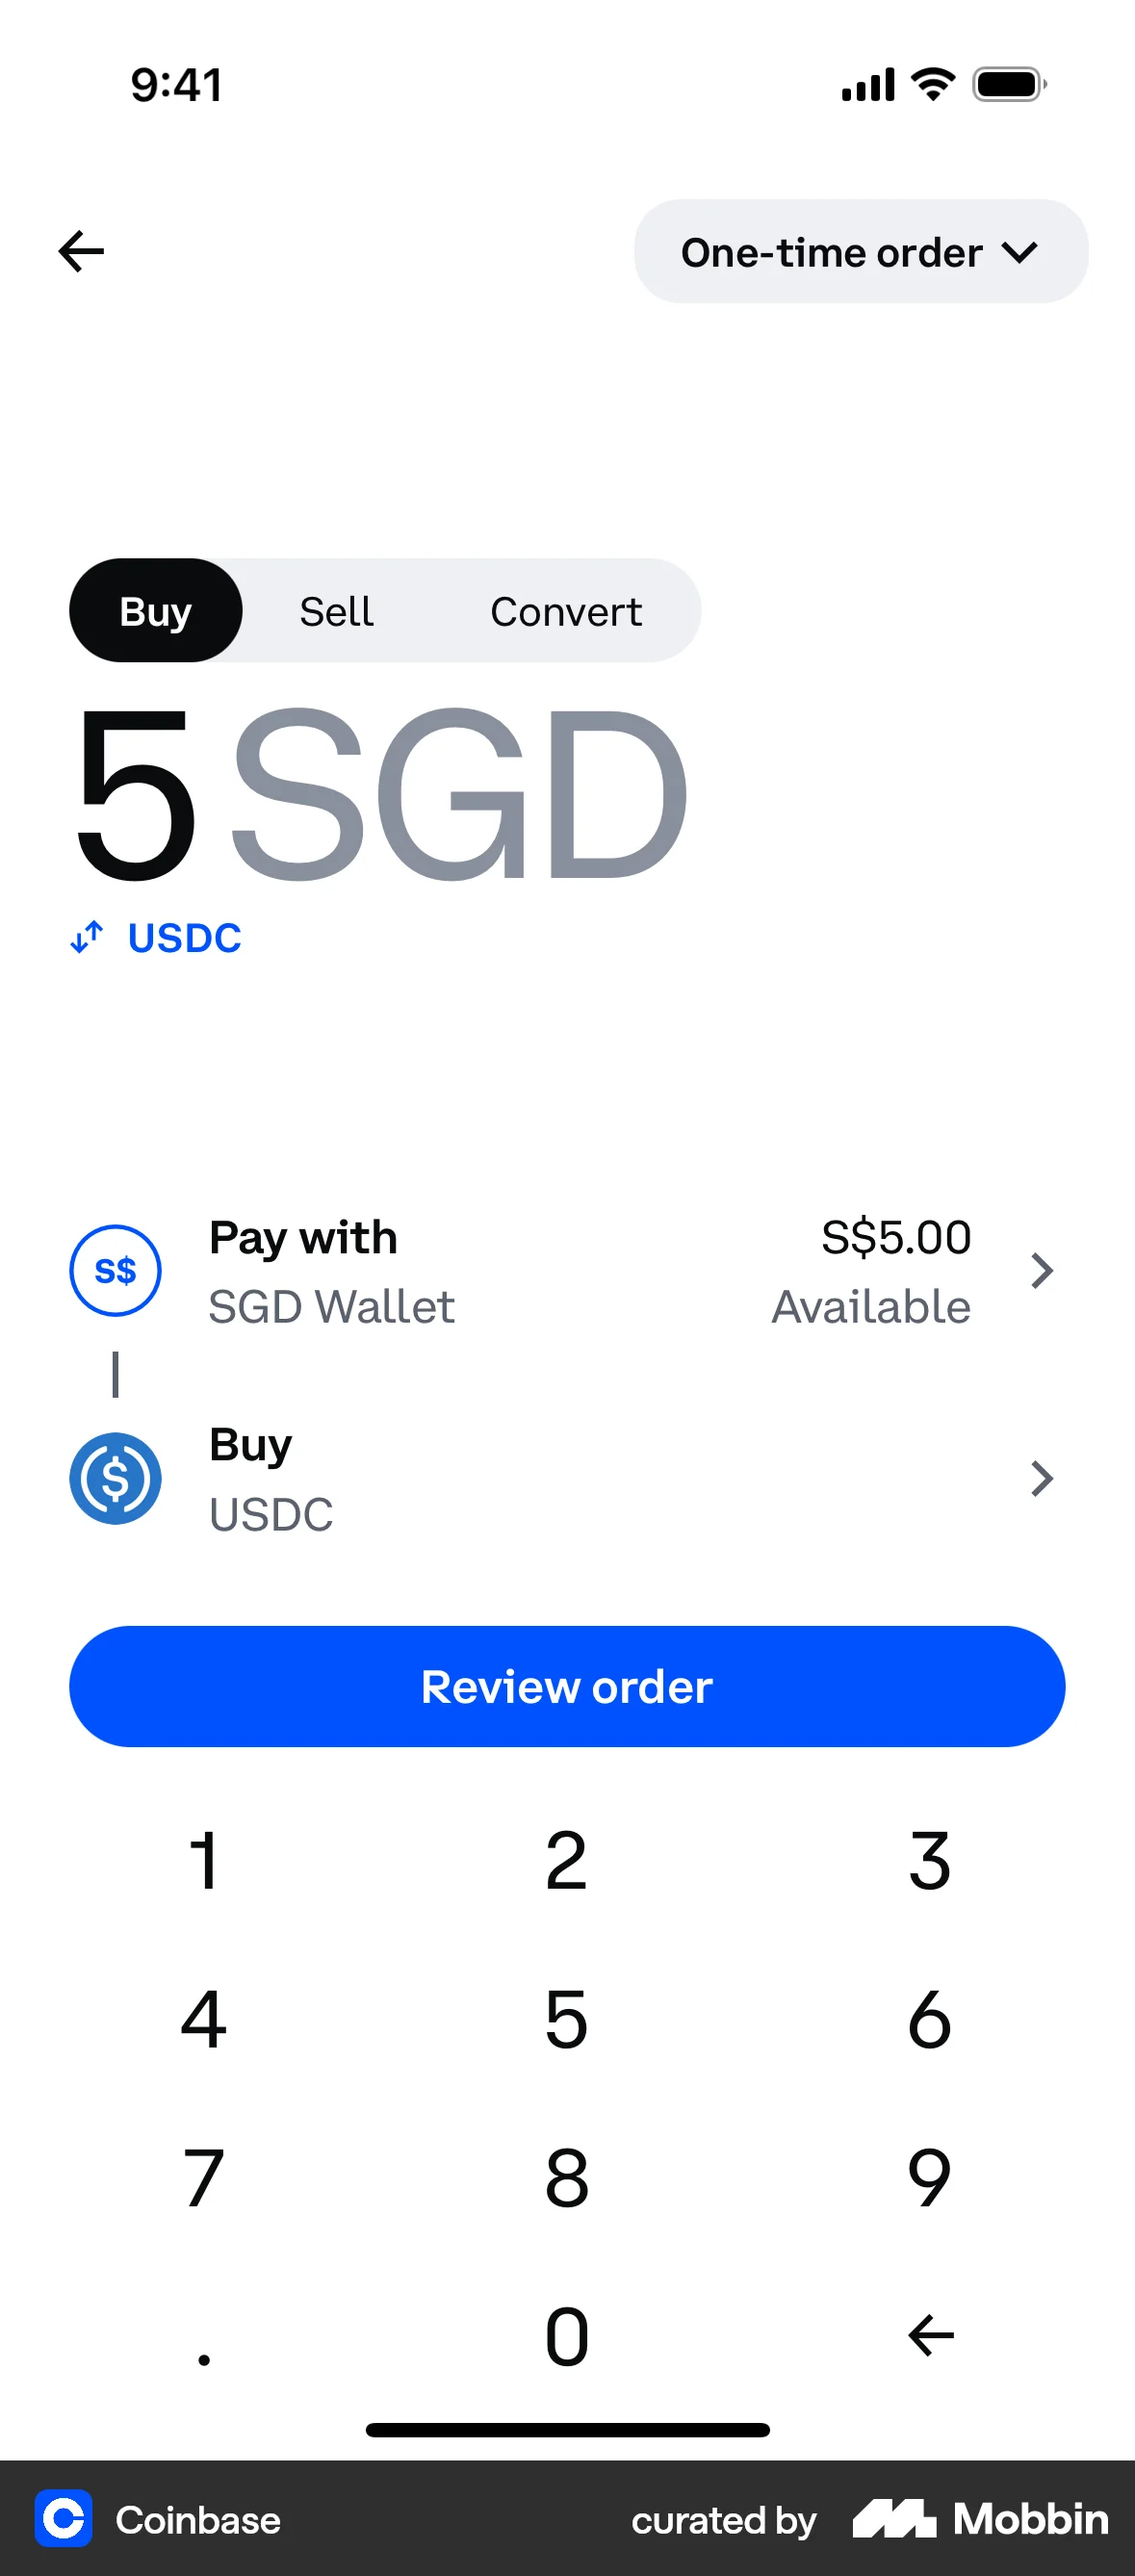 9:41
One-time order
Buy Sell Convert
5 SGD
USDC
S$ Pay with S$5.00
SGD Wallet Available
$ Buy
USDC
Review order
1 2 3
4 5 6
7 8 9
. 0
Coinbase curated by Mobbin